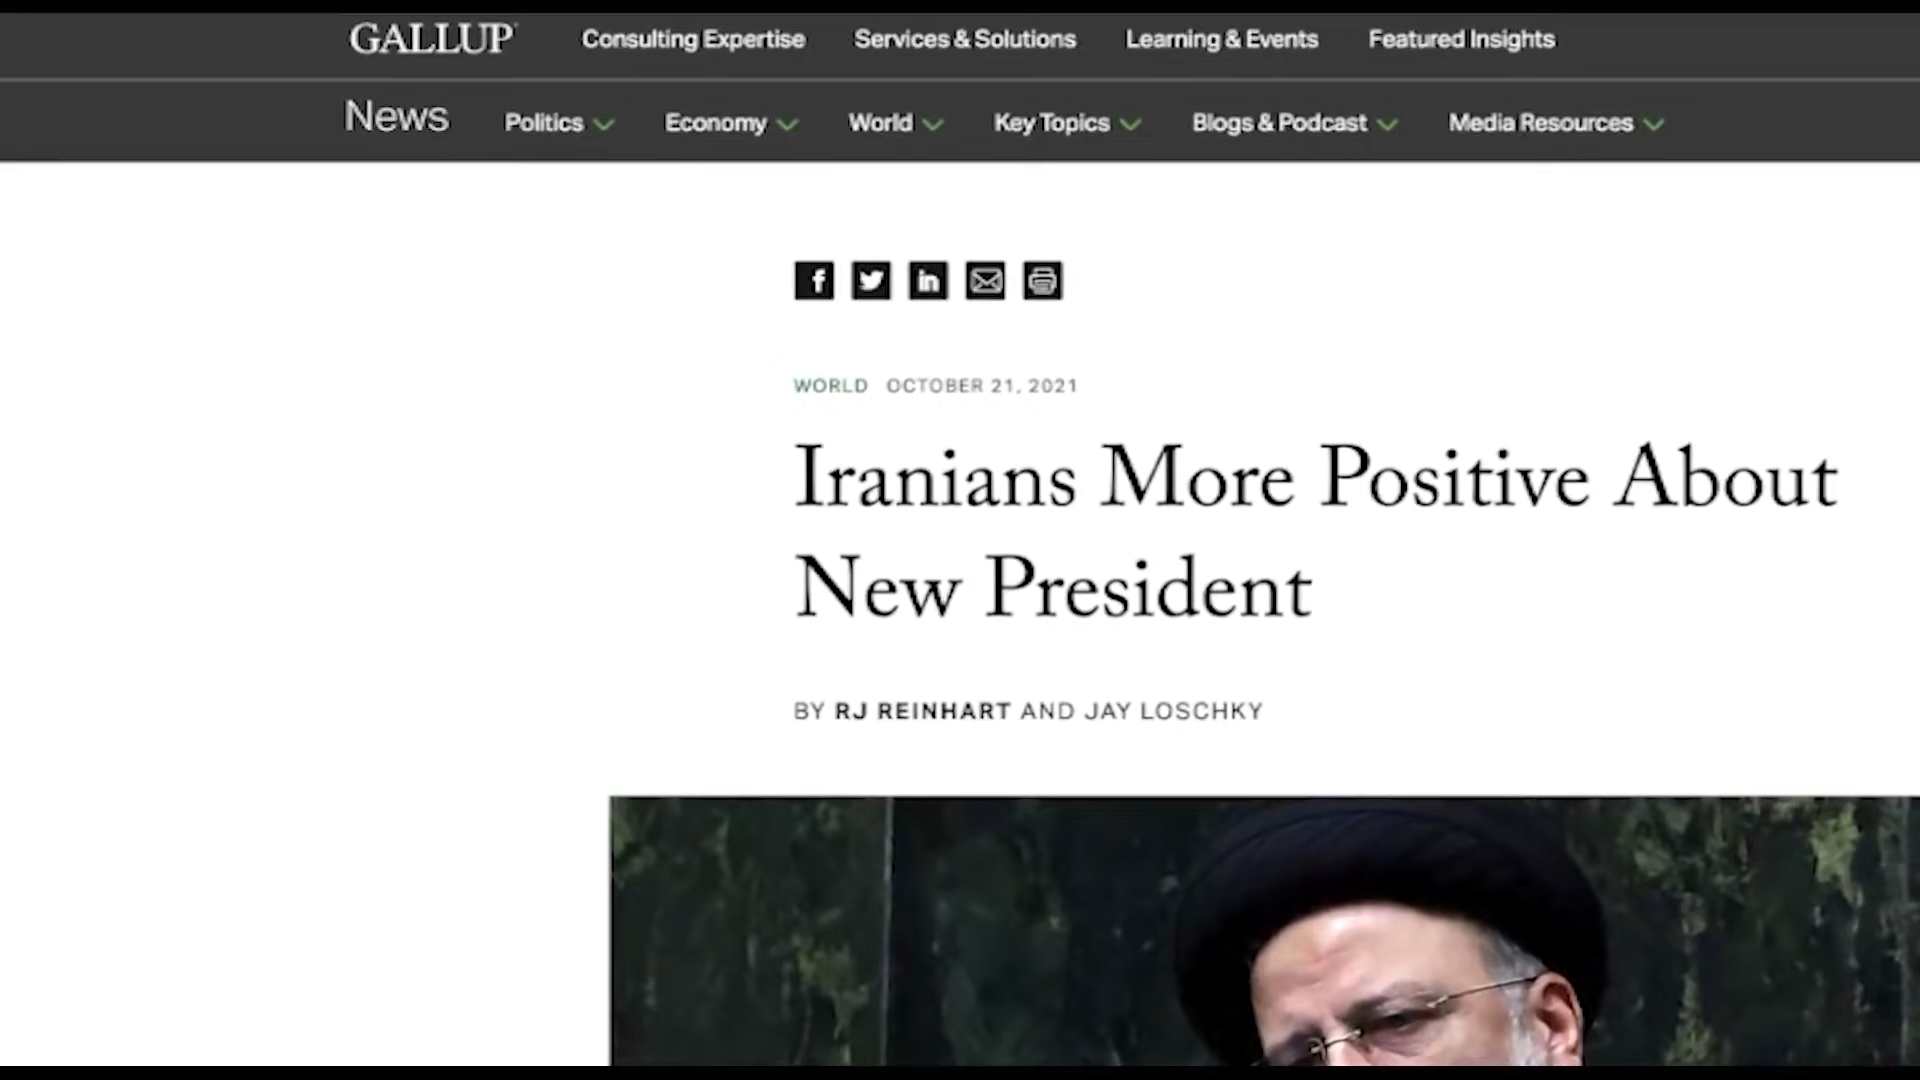 GALLUP Consulting Expertise Services & Solutions Learning & Events Featured Insights
News Politics Economy World Key Topics Blogs & Podcast Media Resources
WORLD OCTOBER 21, 2021
Iranians More Positive About
New President
BY RJ REINHART AND JAY LOSCHKY